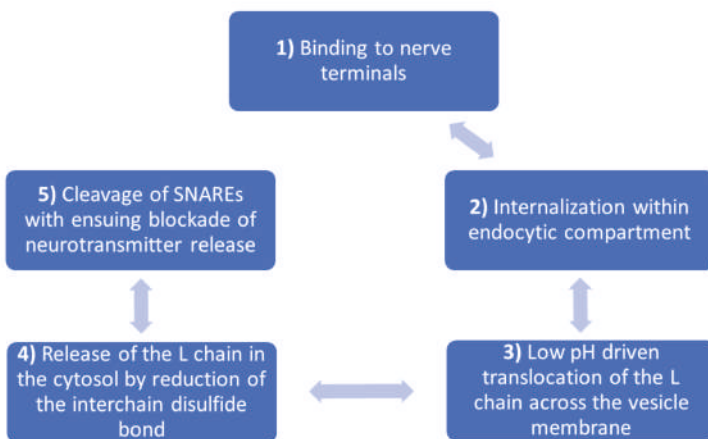 1) Binding to nerve
terminals
2) Internalization within
endocytic compartment
3) Low pH driven
translocation of the L
chain across the vesicle
membrane
4) Release of the L chain in
the cytosol by reduction of
the interchain disulfide
bond
5) Cleavage of SNAREs
with ensuing blockade of
neurotransmitter release